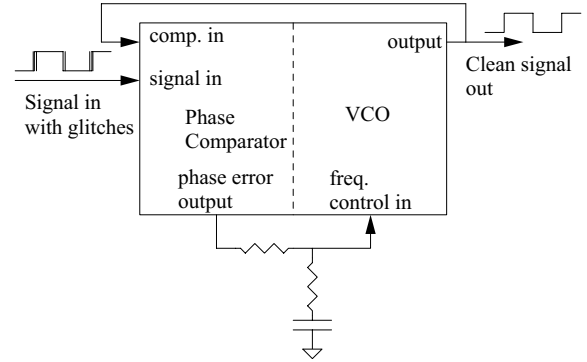 comp. in
output
signal in
Clean signal
out
Signal in
with glitches
Phase
Comparator
VCO
phase error
output
freq.
control in